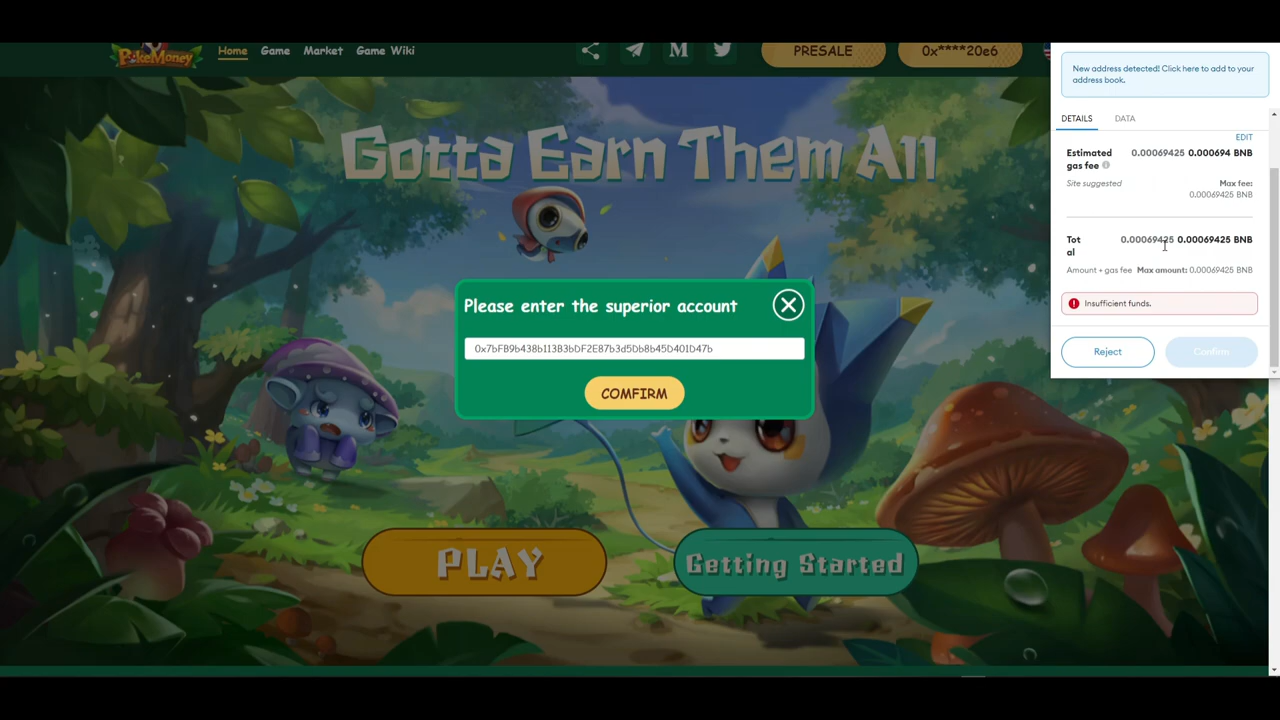 PokeMoney
Home Game Market Game Wiki
M
PRESALE
0x****20e6
Gotta Earn Them All
Please enter the superior account
0x7bFB9b438b113B3bDF2E87b3d5Db8b45D401D47b
COMFIRM
PLAY
Getting Started
New address detected! Click here to add to your
address book.
DETAILS DATA
EDIT
Estimated 0.00069425 0.000694 BNB
gas fee
Site suggested Max fee:
0.00069425 BNB
Tot 0.00069425 0.00069425 BNB
al
Amount + gas fee Max amount: 0.00069425 BNB
Insufficient funds.
Reject Confirm